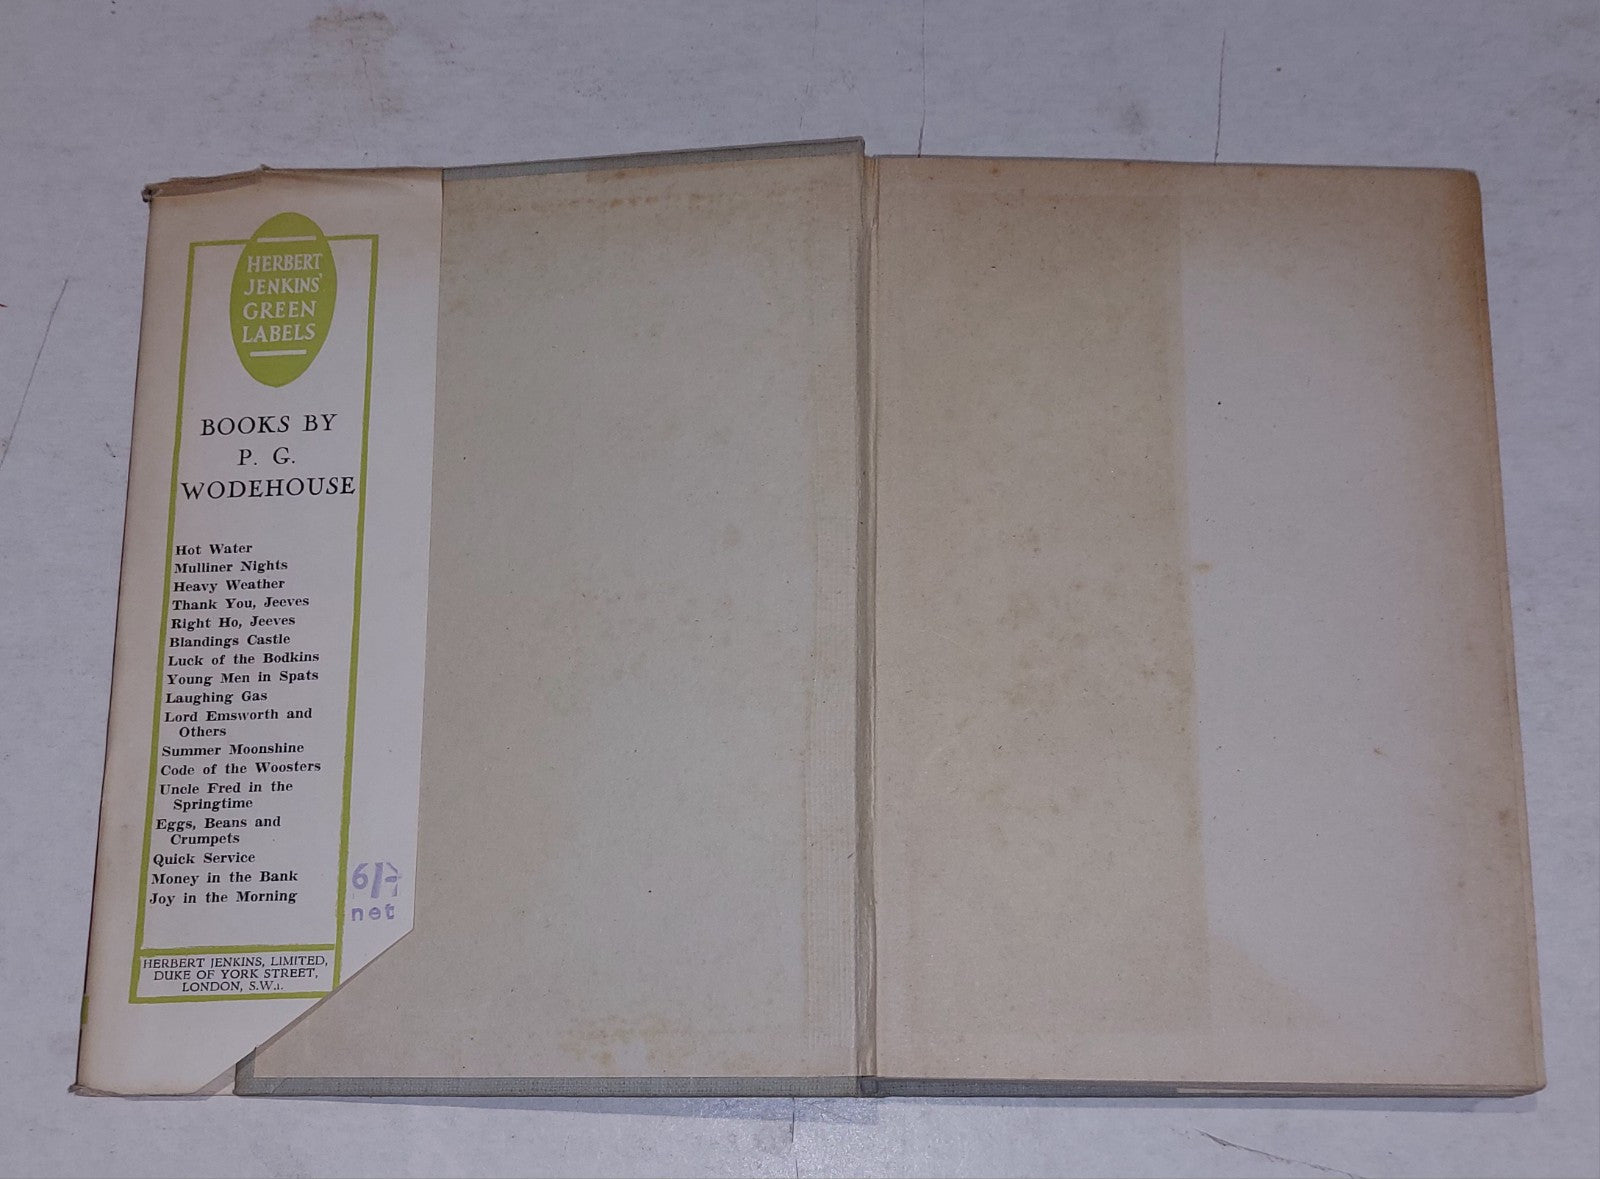 HERBERT
JENKINS'
GREEN
LABELS
BOOKS BY
P. G.
WODEHOUSE
Hot Water
Mulliner Nights
Heavy Weather
Thank You, Jeeves
Right Ho, Jeeves
Blandings Castle
Luck of the Bodkins
Young Men in Spats
Laughing Gas
Lord Emsworth and
Others
Summer Moonshine
Code of the Woosters
Uncle Fred in the
Springtime
Eggs, Beans and
Crumpets
Quick Service
Money in the Bank
Joy in the Morning
6/-
net
HERBERT JENKINS, LIMITED,
DUKE OF YORK STREET,
LONDON, S.W.1.